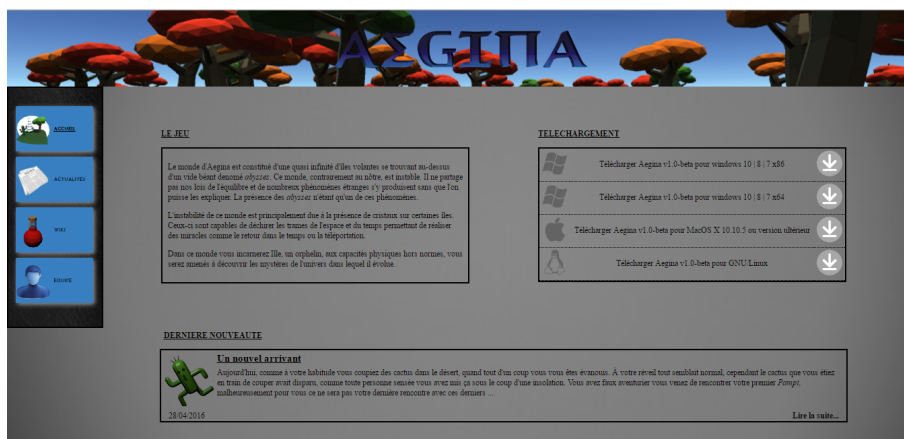 AΣGIΠA
ACCUEIL
ACTUALITES
WIKI
EQUIPE
LE JEU
Le monde d'Aegina est constitué d'une quasi infinité d'îles volantes se trouvant au-dessus
d'un vide béant dénomé abysses. Ce monde, contrairement au nôtre, est instable. Il ne partage
pas nos lois de l'équilibre et de nombreux phénomènes étranges s'y produisent sans que l'on
puisse les expliquer. La présence des abysses n'étant qu'un de ces phénomènes.
L'instabilité de ce monde est principalement due à la présence de cristaux sur certaines îles.
Ceux-ci sont capables de déchirer les trames de l'espace et du temps permettant de réaliser
des miracles comme le retour dans le temps ou la téléportation.
Dans ce monde vous incarnerez Ille, un orphelin, aux capacités physiques hors normes, vous
serez amenés à découvrir les mystères de l'univers dans lequel il évolue.
TELECHARGEMENT
Télécharger Aegina v1.0-beta pour windows 10 | 8 | 7 x86
Télécharger Aegina v1.0-beta pour windows 10 | 8 | 7 x64
Télécharger Aegina v1.0-beta pour MacOS X 10.10.5 ou version ultérieur
Télécharger Aegina v1.0-beta pour GNU/Linux
DERNIERE NOUVEAUTE
Un nouvel arrivant
Aujourd'hui, comme à votre habitude vous coupiez des cactus dans le désert, quand tout d'un coup vous vous êtes évanouis. À votre réveil tout semblait normal, cependant le cactus que vous étiez
en train de couper avait disparu, comme toute personne sensée vous avez mis ça sous le coup d'une insolation. Vous avez faux aventurier vous venez de rencontrer votre premier Pampi,
malheureusement pour vous ce ne sera pas votre dernière rencontre avec ces derniers ...
28/04/2016
Lire la suite...